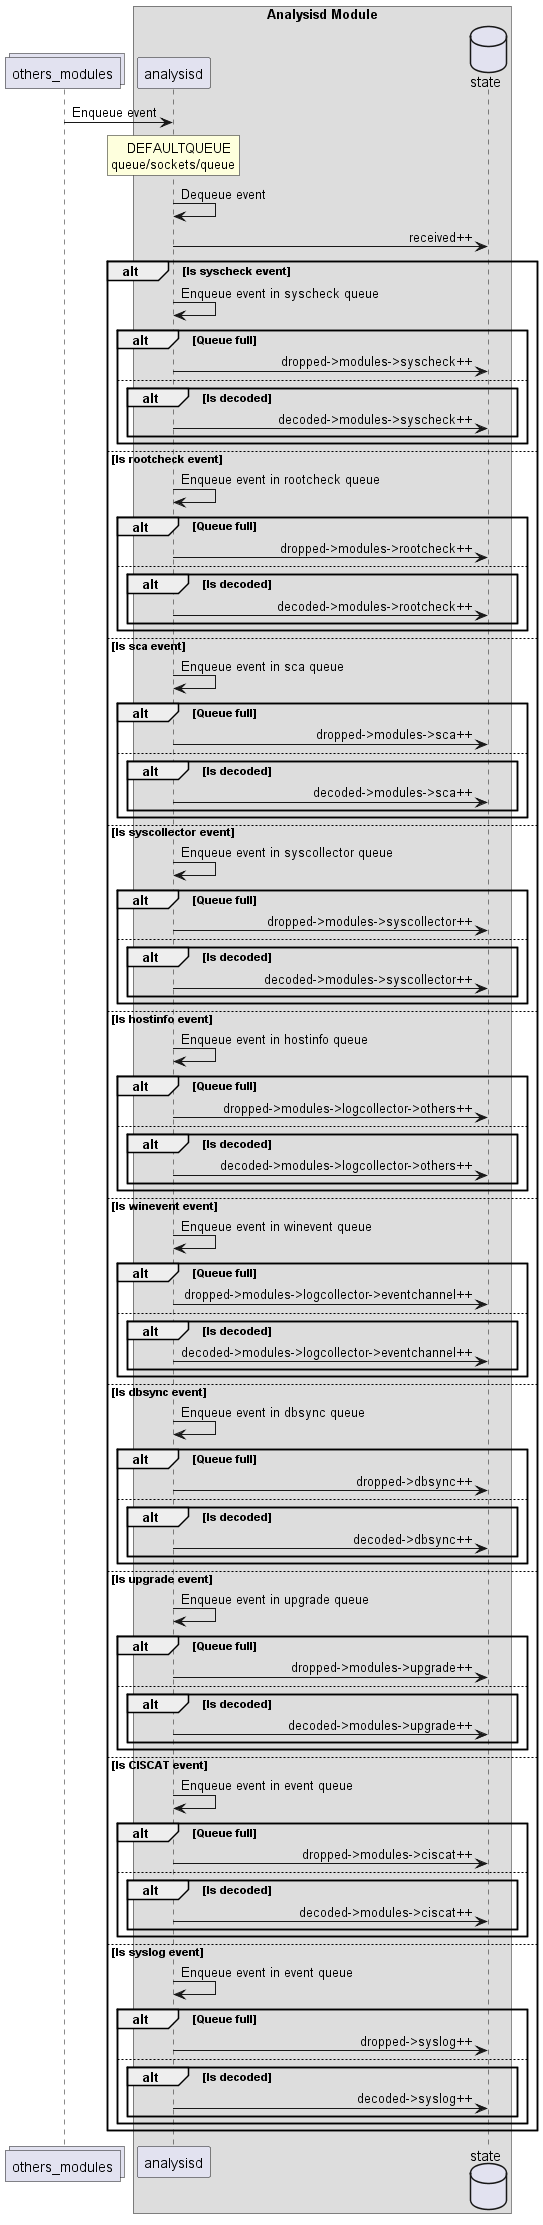 Analysisd Module
others_modules
analysisd
state
Enqueue event
DEFAULTQUEUE
queue/sockets/queue
Dequeue event
received++
alt [Is syscheck event]
Enqueue event in syscheck queue
alt [Queue full]
dropped->modules->syscheck++
alt [Is decoded]
decoded->modules->syscheck++
[Is rootcheck event]
Enqueue event in rootcheck queue
alt [Queue full]
dropped->modules->rootcheck++
alt [Is decoded]
decoded->modules->rootcheck++
[Is sca event]
Enqueue event in sca queue
alt [Queue full]
dropped->modules->sca++
alt [Is decoded]
decoded->modules->sca++
[Is syscollector event]
Enqueue event in syscollector queue
alt [Queue full]
dropped->modules->syscollector++
alt [Is decoded]
decoded->modules->syscollector++
[Is hostinfo event]
Enqueue event in hostinfo queue
alt [Queue full]
dropped->modules->logcollector->others++
alt [Is decoded]
decoded->modules->logcollector->others++
[Is winevent event]
Enqueue event in winevent queue
alt [Queue full]
dropped->modules->logcollector->eventchannel++
alt [Is decoded]
decoded->modules->logcollector->eventchannel++
[Is dbsync event]
Enqueue event in dbsync queue
alt [Queue full]
dropped->dbsync++
alt [Is decoded]
decoded->dbsync++
[Is upgrade event]
Enqueue event in upgrade queue
alt [Queue full]
dropped->modules->upgrade++
alt [Is decoded]
decoded->modules->upgrade++
[Is CISCAT event]
Enqueue event in event queue
alt [Queue full]
dropped->modules->ciscat++
alt [Is decoded]
decoded->modules->ciscat++
[Is syslog event]
Enqueue event in event queue
alt [Queue full]
dropped->syslog++
alt [Is decoded]
decoded->syslog++
others_modules
analysisd
state